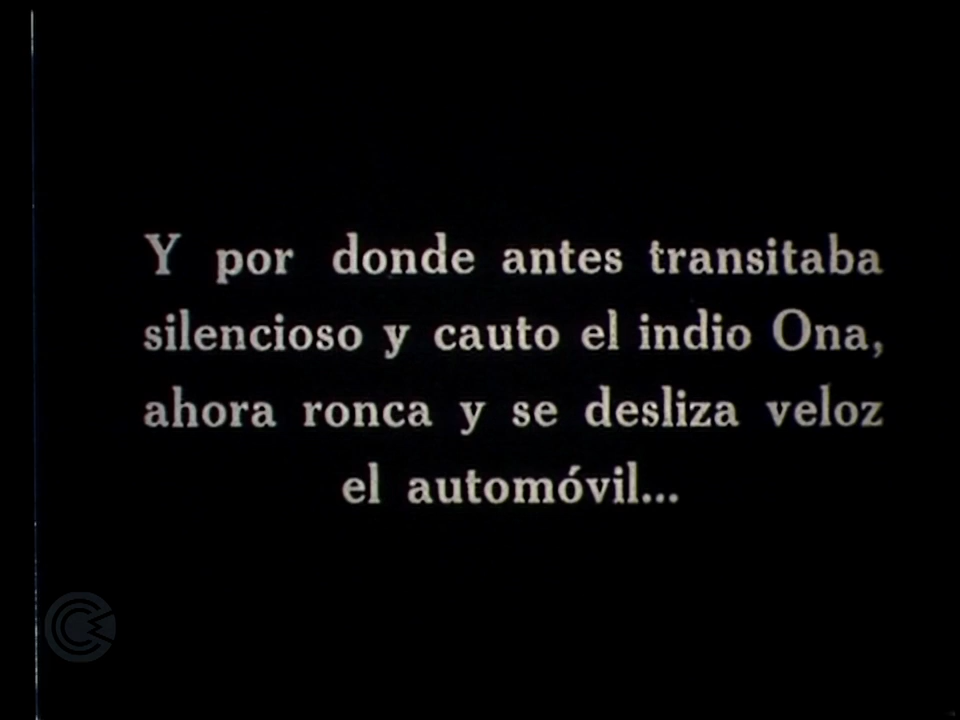 Y por donde antes transitaba
silencioso y cauto el indio Ona,
ahora ronca y se desliza veloz
el automóvil...